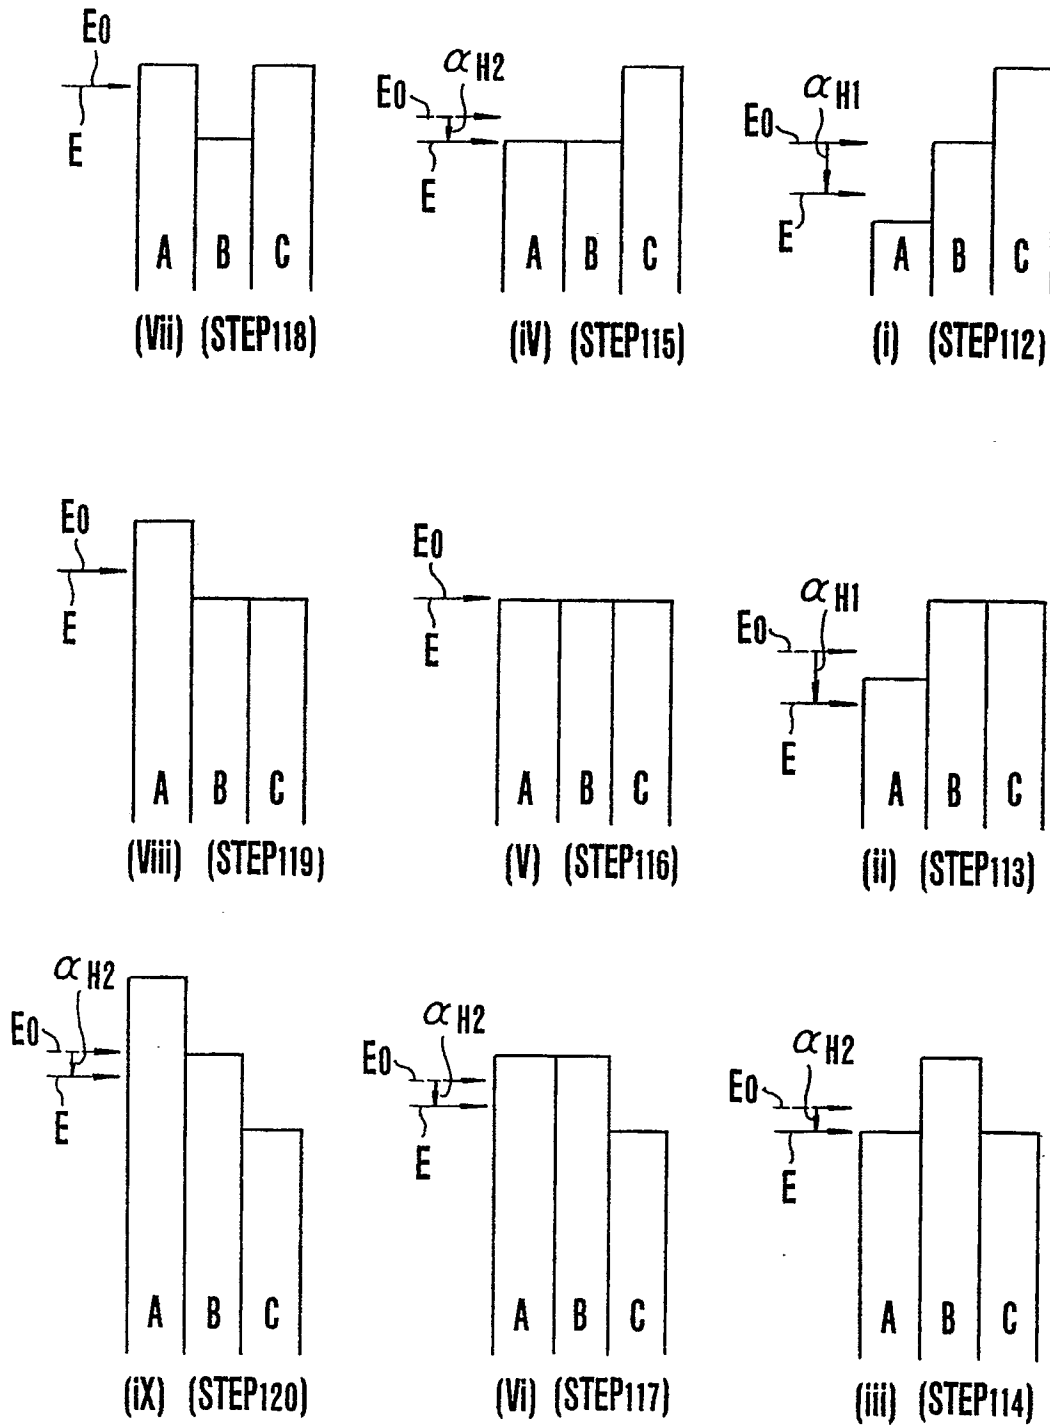 E0
E
A B C
(Vii) (STEP118)
αH2
E0
E
A B C
(iV) (STEP115)
αH1
E0
E
A B C
(i) (STEP112)
E0
E
A B C
(Viii) (STEP119)
E0
E
A B C
(V) (STEP116)
αH1
E0
E
A B C
(ii) (STEP113)
αH2
E0
E
A B C
(iX) (STEP120)
αH2
E0
E
A B C
(Vi) (STEP117)
αH2
E0
E
A B C
(iii) (STEP114)